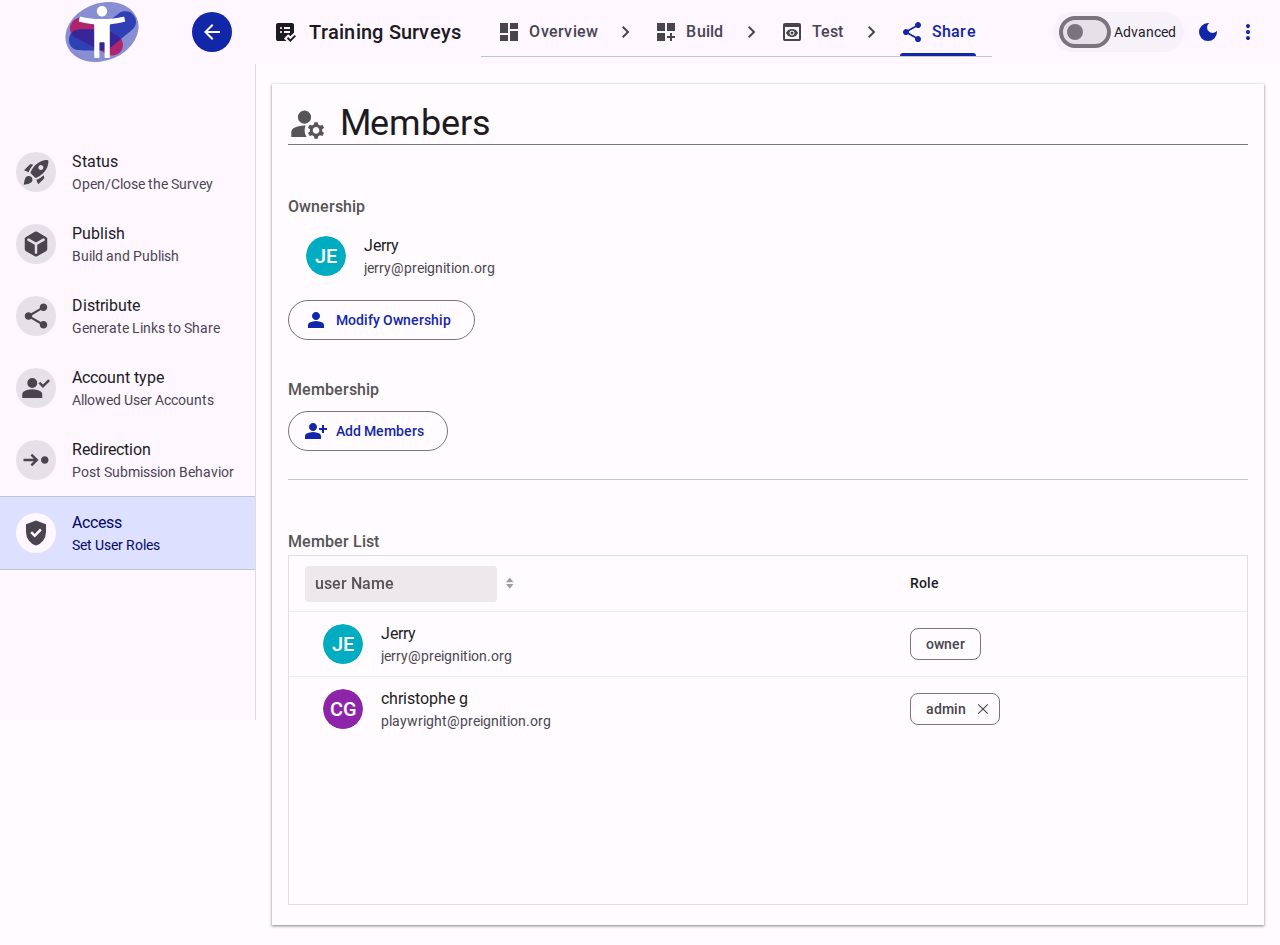 Training Surveys
Overview
Build
Test
Share
Advanced
Status
Open/Close the Survey
Publish
Build and Publish
Distribute
Generate Links to Share
Account type
Allowed User Accounts
Redirection
Post Submission Behavior
Access
Set User Roles
Members
Ownership
JE
Jerry
jerry@preignition.org
Modify Ownership
Membership
Add Members
Member List
user Name
Role
JE
Jerry
jerry@preignition.org
owner
CG
christophe g
playwright@preignition.org
admin